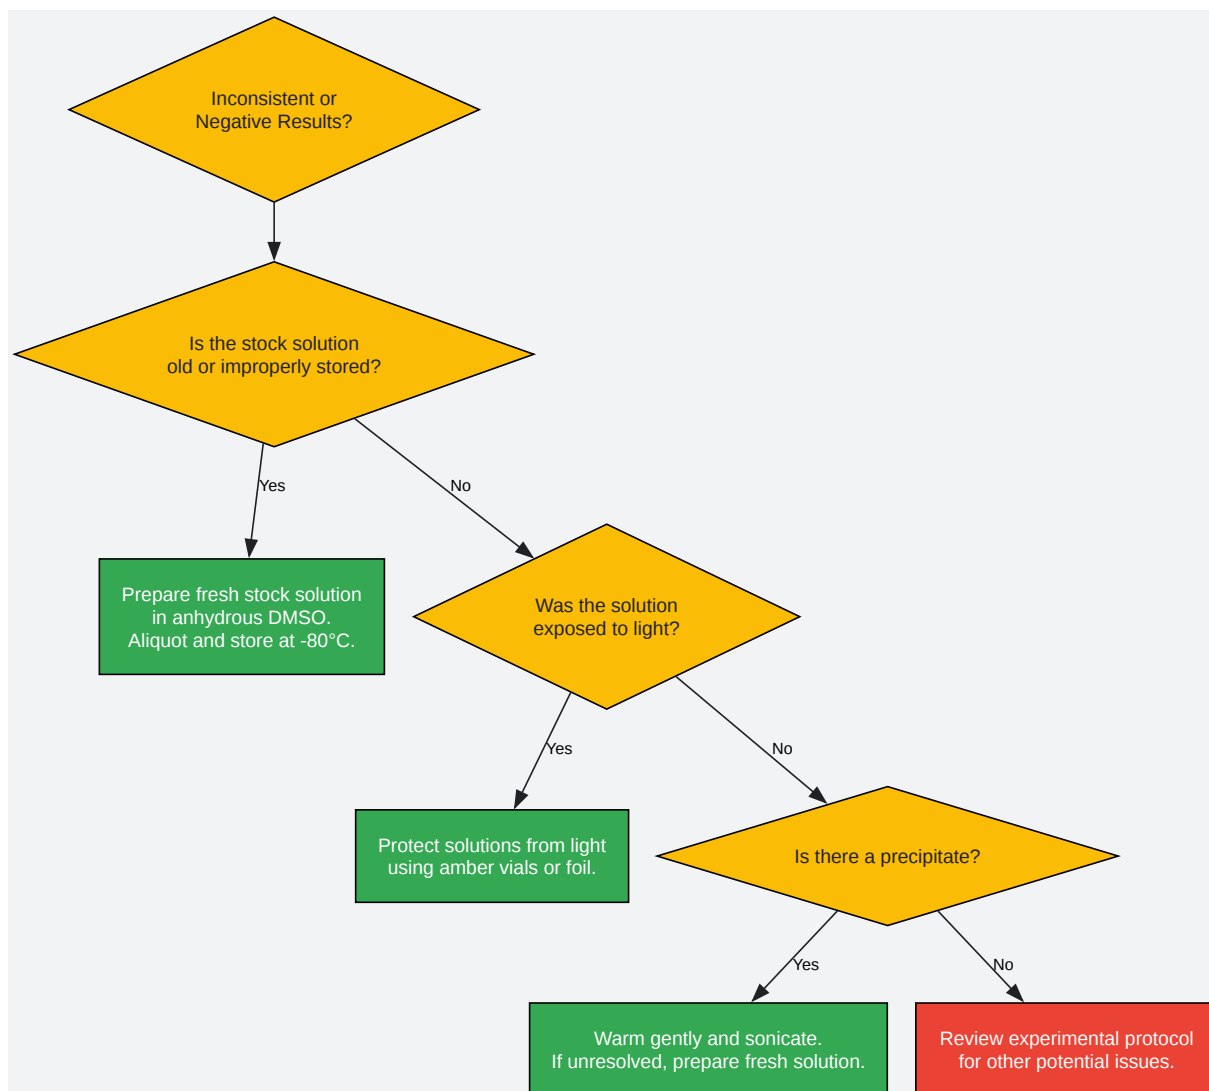 Inconsistent or
Negative Results?
Is the stock solution
old or improperly stored?
Yes
No
Prepare fresh stock solution
in anhydrous DMSO.
Aliquot and store at -80°C.
Was the solution
exposed to light?
Yes
No
Protect solutions from light
using amber vials or foil.
Is there a precipitate?
Yes
No
Warm gently and sonicate.
If unresolved, prepare fresh solution.
Review experimental protocol
for other potential issues.